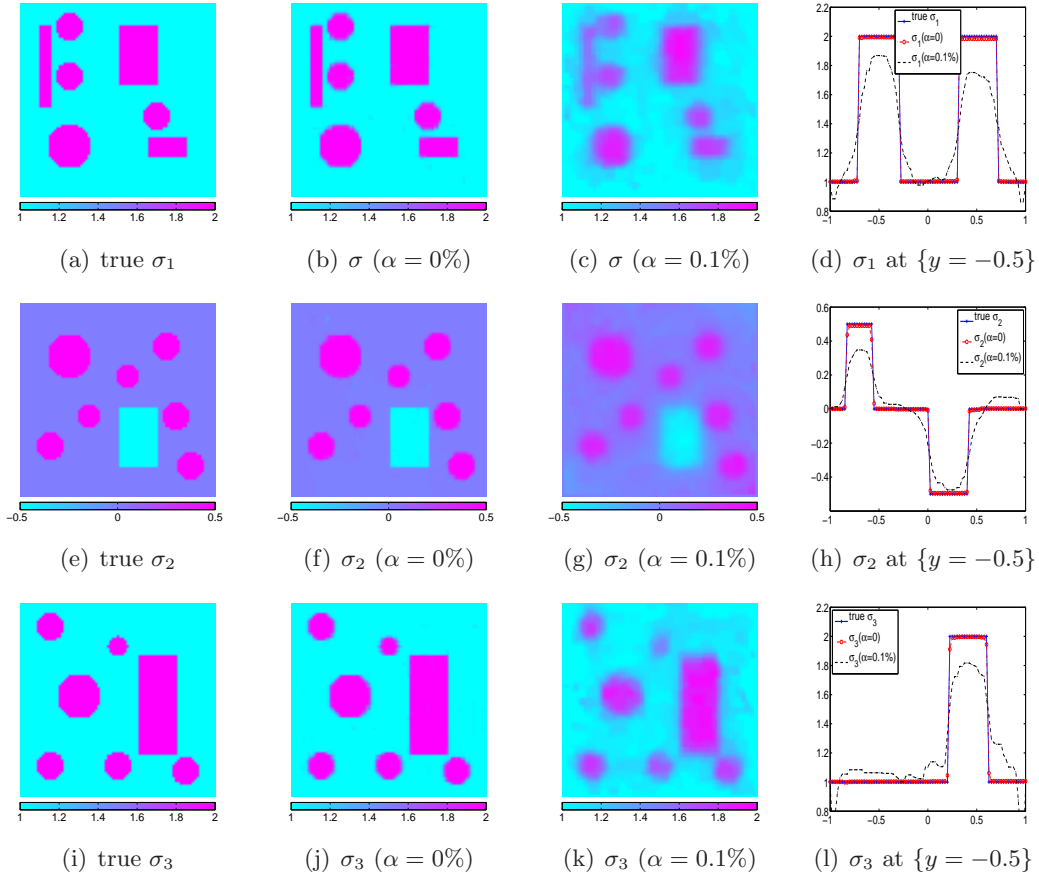 2.2
2
1.8
1.6
1.4
1.2
1
0.8
-1 -0.5 0 0.5 1
true σ₁
σ₁(α=0)
σ₁(α=0.1%)
1 1.2 1.4 1.6 1.8 2
1 1.2 1.4 1.6 1.8 2
1 1.2 1.4 1.6 1.8 2
(a) true σ₁
(b) σ (α = 0%)
(c) σ (α = 0.1%)
(d) σ₁ at {y = −0.5}
0.6
0.4
0.2
0
−0.2
−0.4
−1 −0.5 0 0.5 1
true σ₂
σ₂(α=0)
σ₂(α=0.1%)
−0.5 0 0.5
−0.5 0 0.5
−0.5 0 0.5
(e) true σ₂
(f) σ₂ (α = 0%)
(g) σ₂ (α = 0.1%)
(h) σ₂ at {y = −0.5}
2.2
2
1.8
1.6
1.4
1.2
1
0.8
−1 −0.5 0 0.5 1
true σ₃
σ₃(α=0)
σ₃(α=0.1%)
1 1.2 1.4 1.6 1.8 2
1 1.2 1.4 1.6 1.8 2
1 1.2 1.4 1.6 1.8 2
(i) true σ₃
(j) σ₃ (α = 0%)
(k) σ₃ (α = 0.1%)
(l) σ₃ at {y = −0.5}